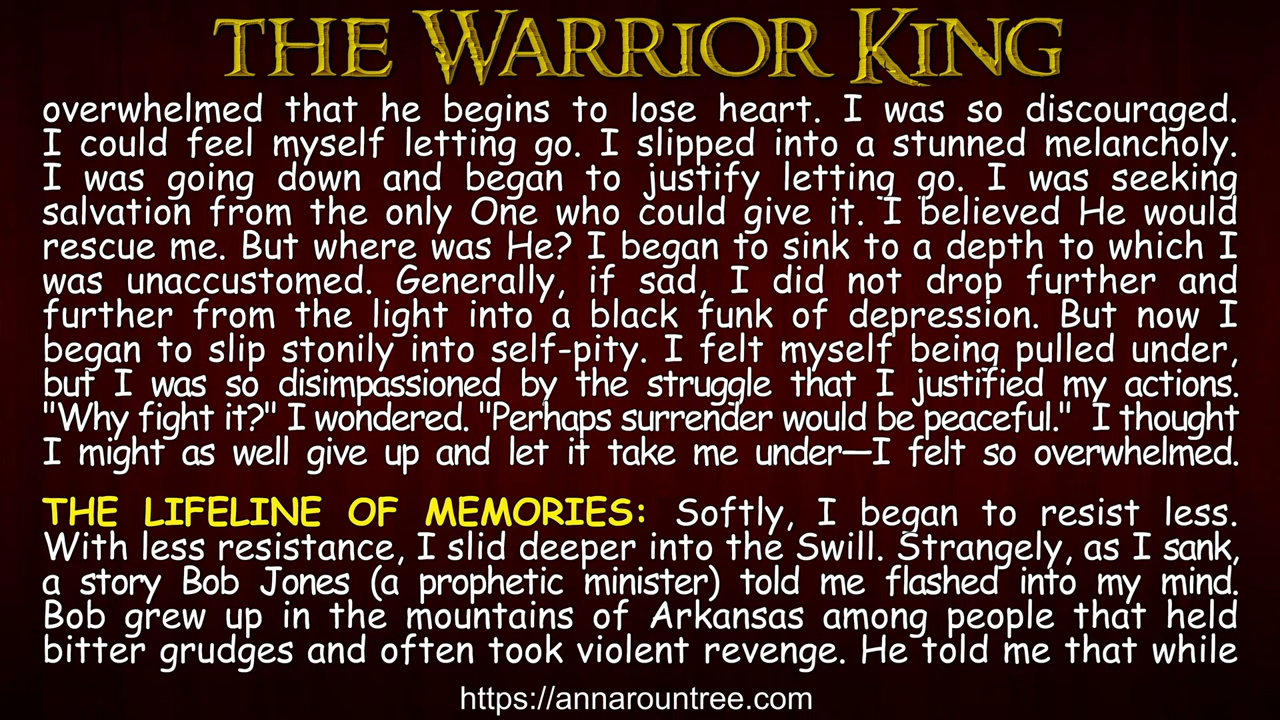 THE WARRIOR KING
overwhelmed that he begins to lose heart. I was so discouraged.
I could feel myself letting go. I slipped into a stunned melancholy.
I was going down and began to justify letting go. I was seeking
salvation from the only One who could give it. I believed He would
rescue me. But where was He? I began to sink to a depth to which I
was unaccustomed. Generally, if sad, I did not drop further and
further from the light into a black funk of depression. But now I
began to slip stonily into self-pity. I felt myself being pulled under,
but I was so disimpassioned by the struggle that I justified my actions.
"Why fight it?" I wondered. "Perhaps surrender would be peaceful." I thought
I might as well give up and let it take me under—I felt so overwhelmed.
THE LIFELINE OF MEMORIES: Softly, I began to resist less.
With less resistance, I slid deeper into the Swill. Strangely, as I sank,
a story Bob Jones (a prophetic minister) told me flashed into my mind.
Bob grew up in the mountains of Arkansas among people that held
bitter grudges and often took violent revenge. He told me that while
https://annarountree.com